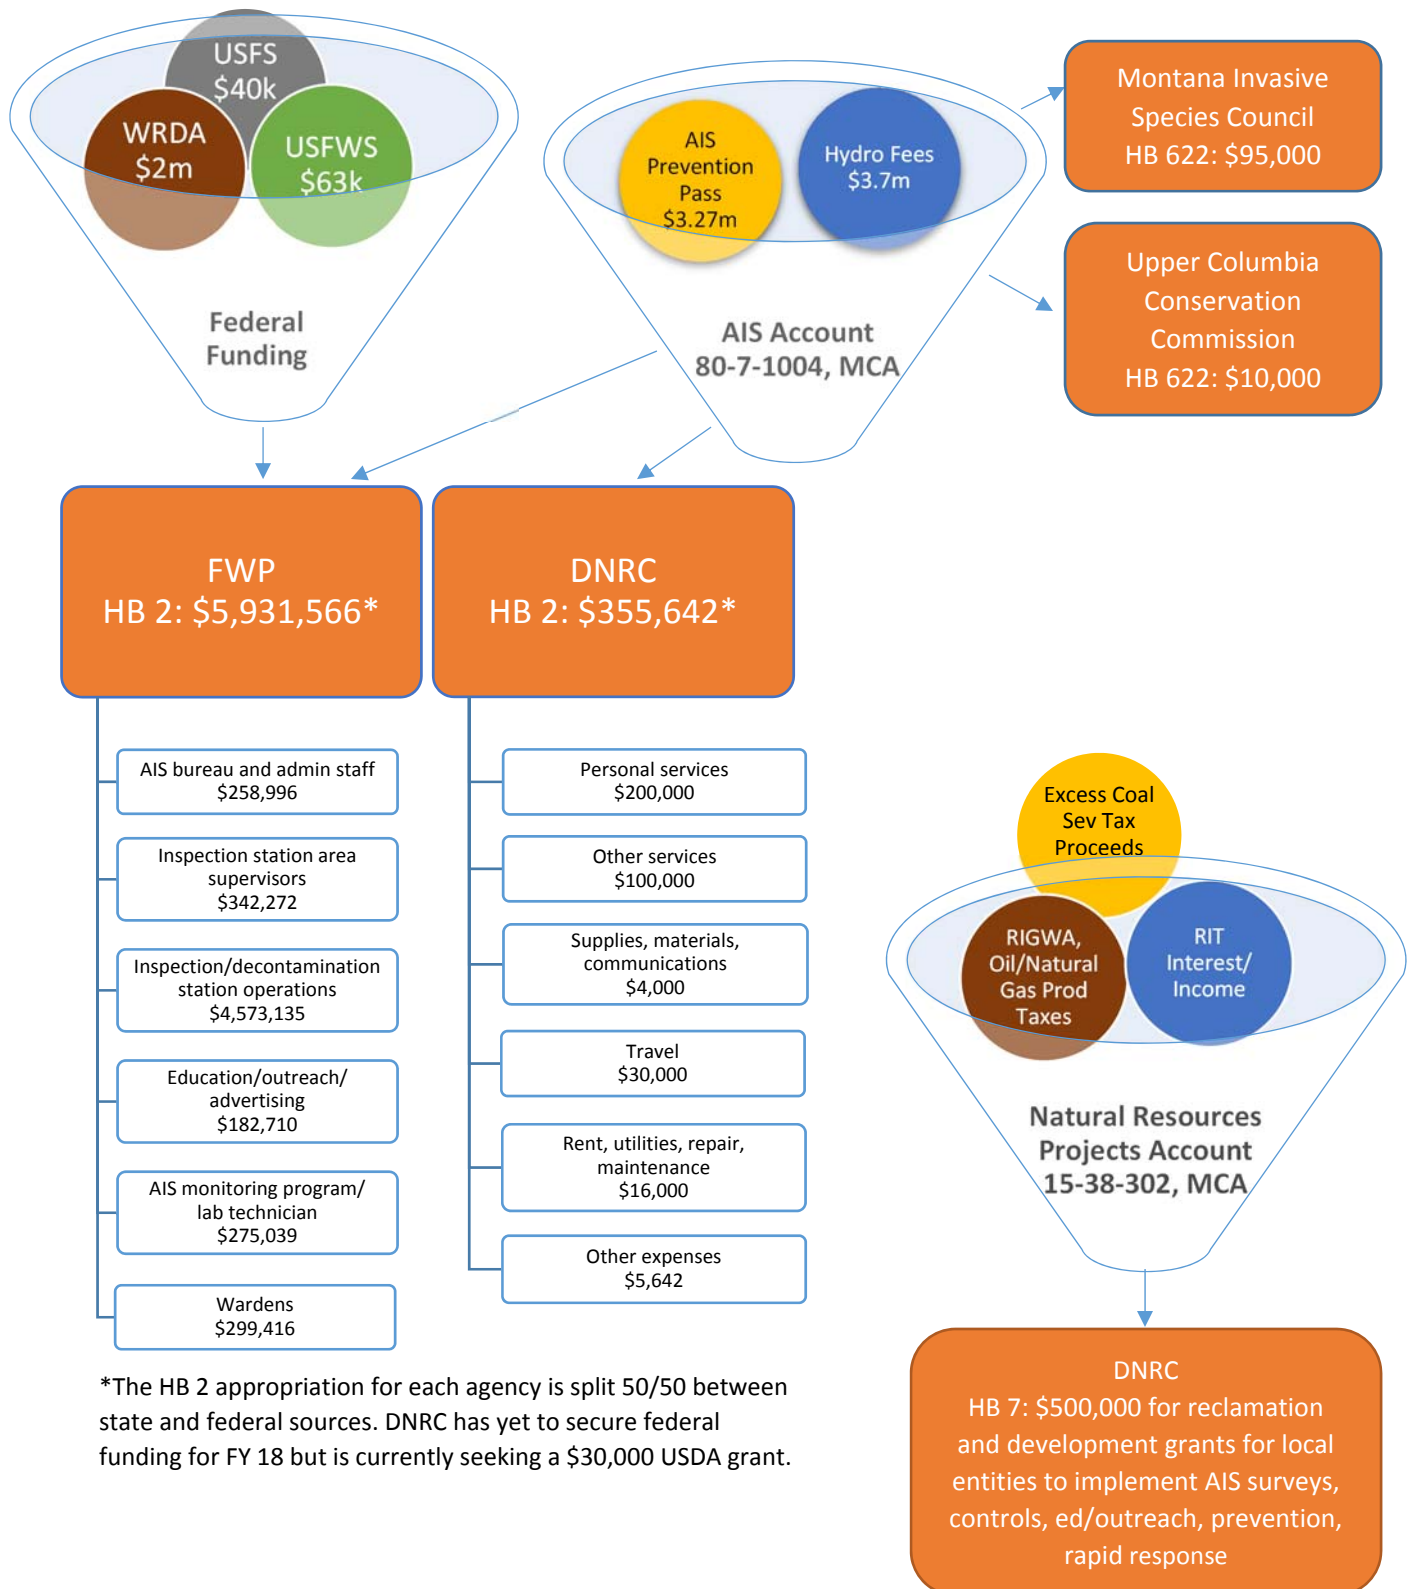 USFS
$40k
WRDA
$2m
USFWS
$63k
Federal
Funding
AIS
Prevention
Pass
$3.27m
Hydro Fees
$3.7m
AIS Account
80-7-1004, MCA
Montana Invasive
Species Council
HB 622: $95,000
Upper Columbia
Conservation
Commission
HB 622: $10,000
FWP
HB 2: $5,931,566*
DNRC
HB 2: $355,642*
AIS bureau and admin staff
$258,996
Inspection station area
supervisors
$342,272
Inspection/decontamination
station operations
$4,573,135
Education/outreach/
advertising
$182,710
AIS monitoring program/
lab technician
$275,039
Wardens
$299,416
Personal services
$200,000
Other services
$100,000
Supplies, materials,
communications
$4,000
Travel
$30,000
Rent, utilities, repair,
maintenance
$16,000
Other expenses
$5,642
Excess Coal
Sev Tax
Proceeds
RIGWA,
Oil/Natural
Gas Prod
Taxes
RIT
Interest/
Income
Natural Resources
Projects Account
15-38-302, MCA
DNRC
HB 7: $500,000 for reclamation
and development grants for local
entities to implement AIS surveys,
controls, ed/outreach, prevention,
rapid response
*The HB 2 appropriation for each agency is split 50/50 between
state and federal sources. DNRC has yet to secure federal
funding for FY 18 but is currently seeking a $30,000 USDA grant.